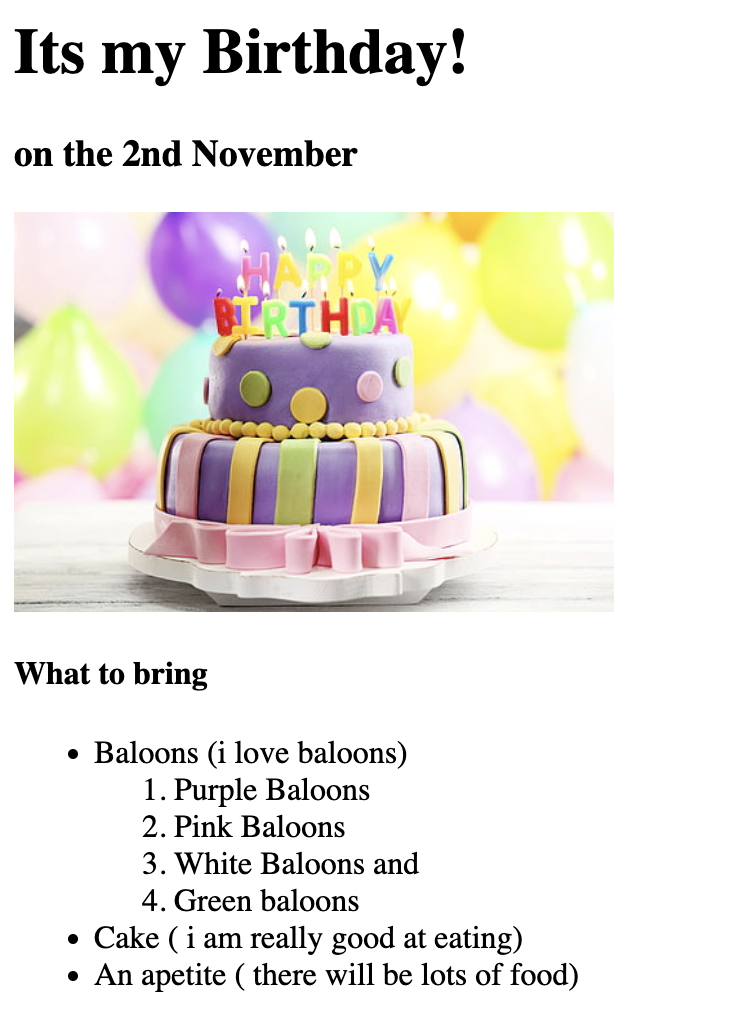 Its my Birthday!
on the 2nd November
HAPPY
BIRTHDAY
What to bring
• Baloons (i love baloons)
1. Purple Baloons
2. Pink Baloons
3. White Baloons and
4. Green baloons
• Cake ( i am really good at eating)
• An apetite ( there will be lots of food)